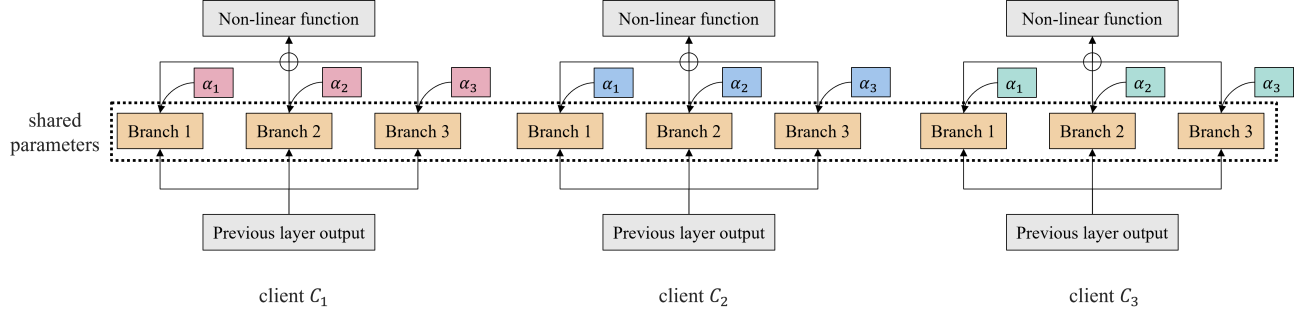 Non-linear function Non-linear function Non-linear function
α₁ α₂ α₃ α₁ α₂ α₃ α₁ α₂ α₃
shared
parameters
Branch 1 Branch 2 Branch 3 Branch 1 Branch 2 Branch 3 Branch 1 Branch 2 Branch 3
Previous layer output Previous layer output Previous layer output
client C₁ client C₂ client C₃